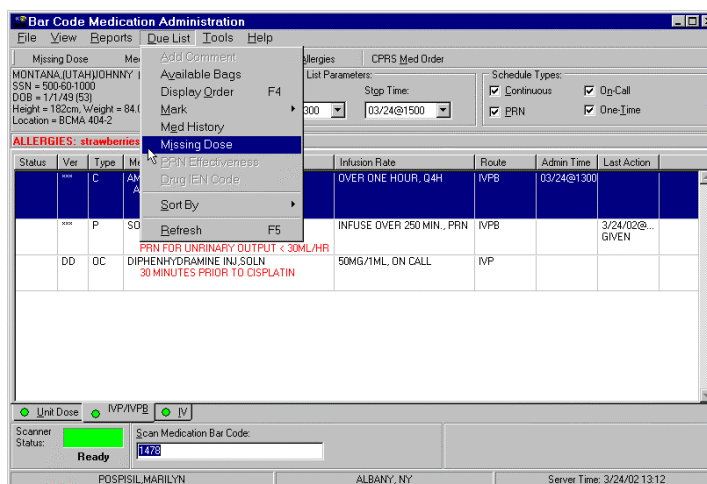 Bar Code Medication Administration
File View Reports Due List Tools Help
Missing Dose Allergies CPRS Med Order
Add Comment
Available Bags
Display Order F4
Mark
Med History
Missing Dose
PRN Effectiveness
Drug IEN Code
Sort By
Refresh F5
MONTANA,(UTAH)JOHNNY
SSN = 500-60-1000
DOB = 1/1/49 (53)
Height = 182cm, Weight = 84.
Location = BCMA 404-2
List Parameters:
Stop Time:
300 03/24@1500
Schedule Types:
Continuous On-Call
PRN One-Time
ALLERGIES: strawberries
Status Ver Type Infusion Rate Route Admin Time Last Action
*** C AM OVER ONE HOUR, Q4H IVPB 03/24@1300
A
*** P SO INFUSE OVER 250 MIN., PRN IVPB 3/24/02@...
GIVEN
PRN FOR UNRINARY OUTPUT < 30ML/HR
DD OC DIPHENHYDRAMINE INJ,SOLN 50MG/1ML, ON CALL IVP
30 MINUTES PRIOR TO CISPLATIN
Unit Dose IVP/IVPB IV
Scanner Status:
Ready
Scan Medication Bar Code:
1478
POSPISIL,MARILYN ALBANY, NY Server Time: 3/24/02 13:12